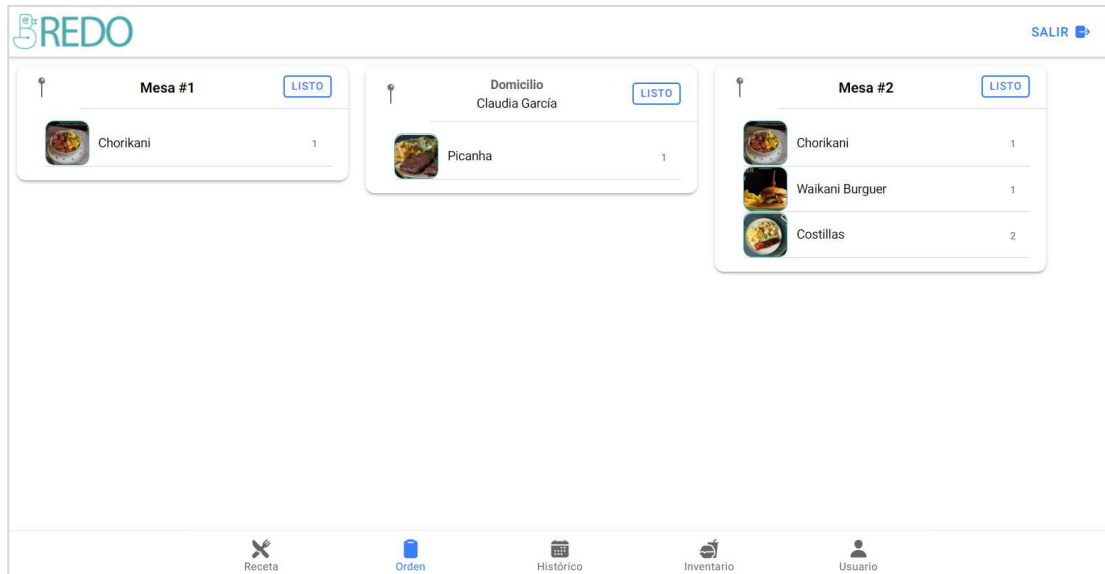 BREDO
SALIR
Mesa #1
LISTO
Chorikani 1
Domicilio
Claudia García
LISTO
Picanha 1
Mesa #2
LISTO
Chorikani 1
Waikani Burguer 1
Costillas 2
Receta
Orden
Histórico
Inventario
Usuario